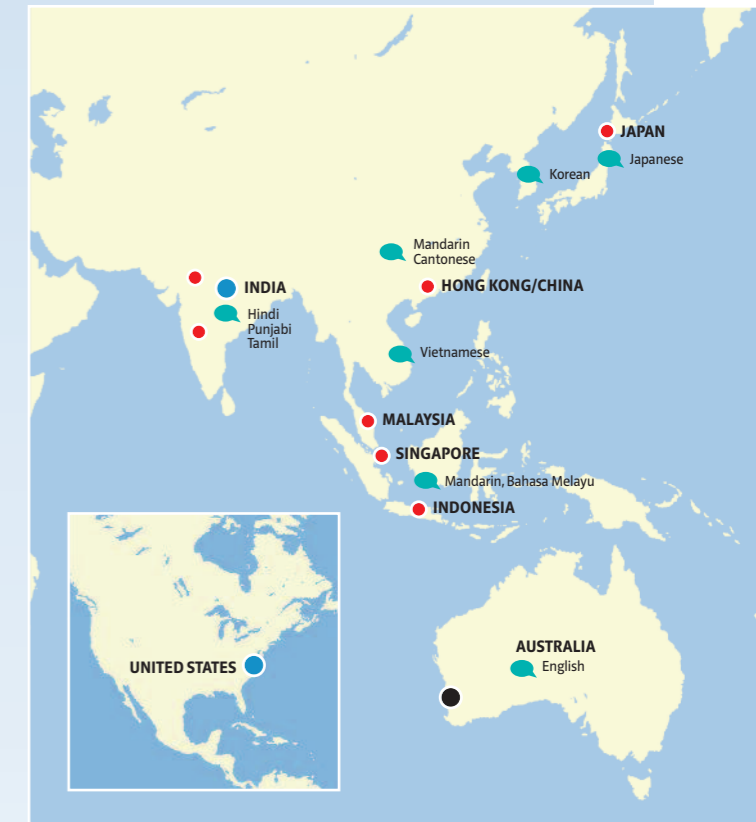 JAPAN
Japanese
Korean
Mandarin
Cantonese
HONG KONG/CHINA
INDIA
Hindi
Punjabi
Tamil
Vietnamese
MALAYSIA
SINGAPORE
Mandarin, Bahasa Melayu
INDONESIA
UNITED STATES
AUSTRALIA
English